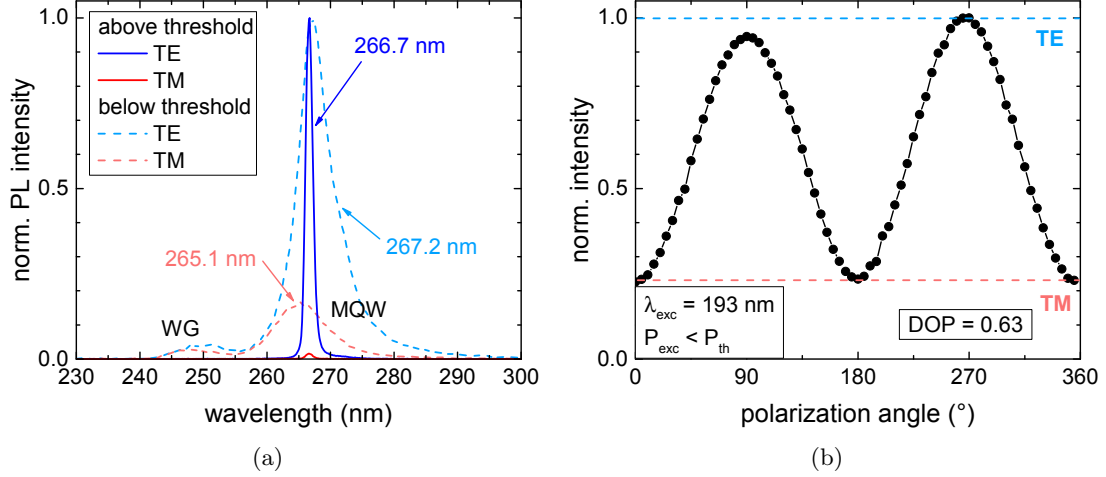 above threshold
TE
TM
below threshold
TE
TM
266.7 nm
267.2 nm
265.1 nm
WG
MQW
norm. PL intensity
1.0
0.5
0.0
230 240 250 260 270 280 290 300
wavelength (nm)
(a)
norm. intensity
1.0
0.5
0.0
TE
TM
λexc = 193 nm
Pexc < Pth
DOP = 0.63
0 90 180 270 360
polarization angle (°)
(b)